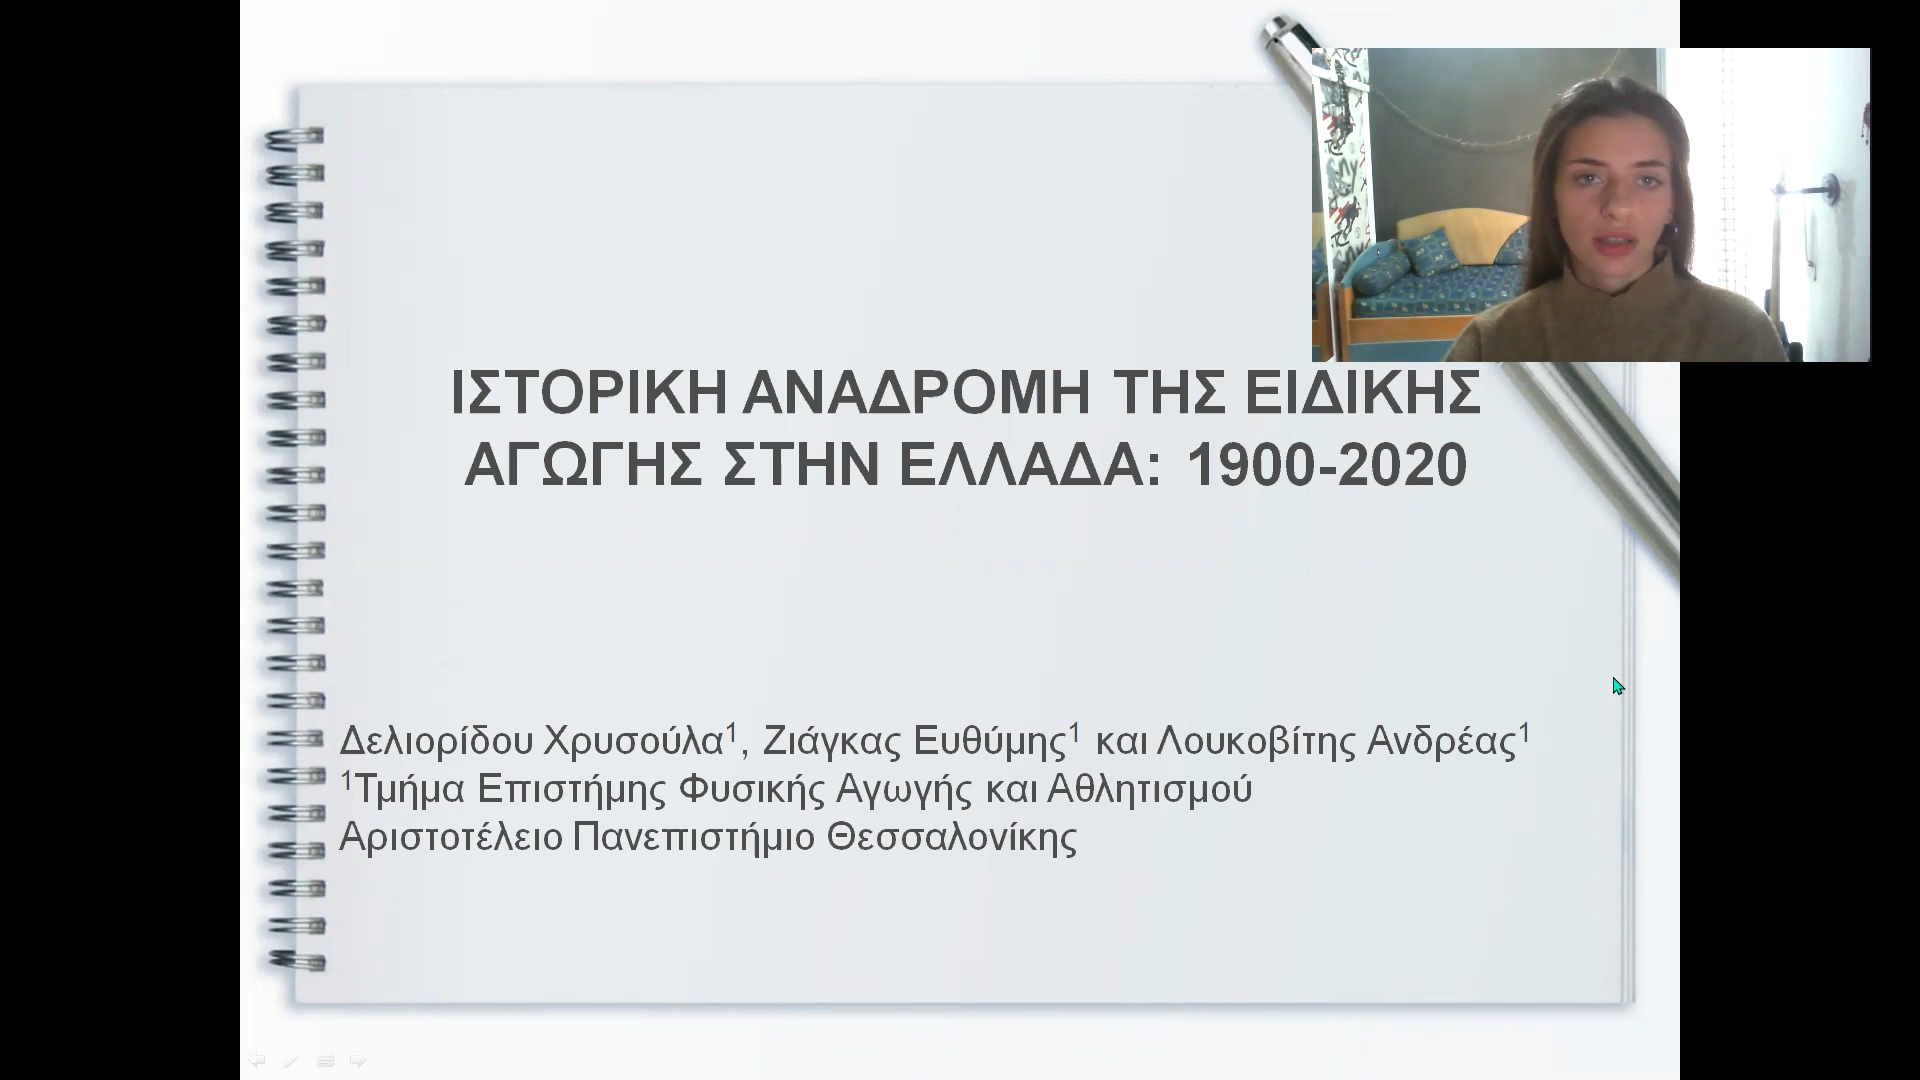 ΙΣΤΟΡΙΚΗ ΑΝΑΔΡΟΜΗ ΤΗΣ ΕΙΔΙΚΗΣ
ΑΓΩΓΗΣ ΣΤΗΝ ΕΛΛΑΔΑ: 1900-2020
Δελιορίδου Χρυσούλα¹, Ζιάγκας Ευθύμης¹ και Λουκοβίτης Ανδρέας¹
¹Τμήμα Επιστήμης Φυσικής Αγωγής και Αθλητισμού
Αριστοτέλειο Πανεπιστήμιο Θεσσαλονίκης